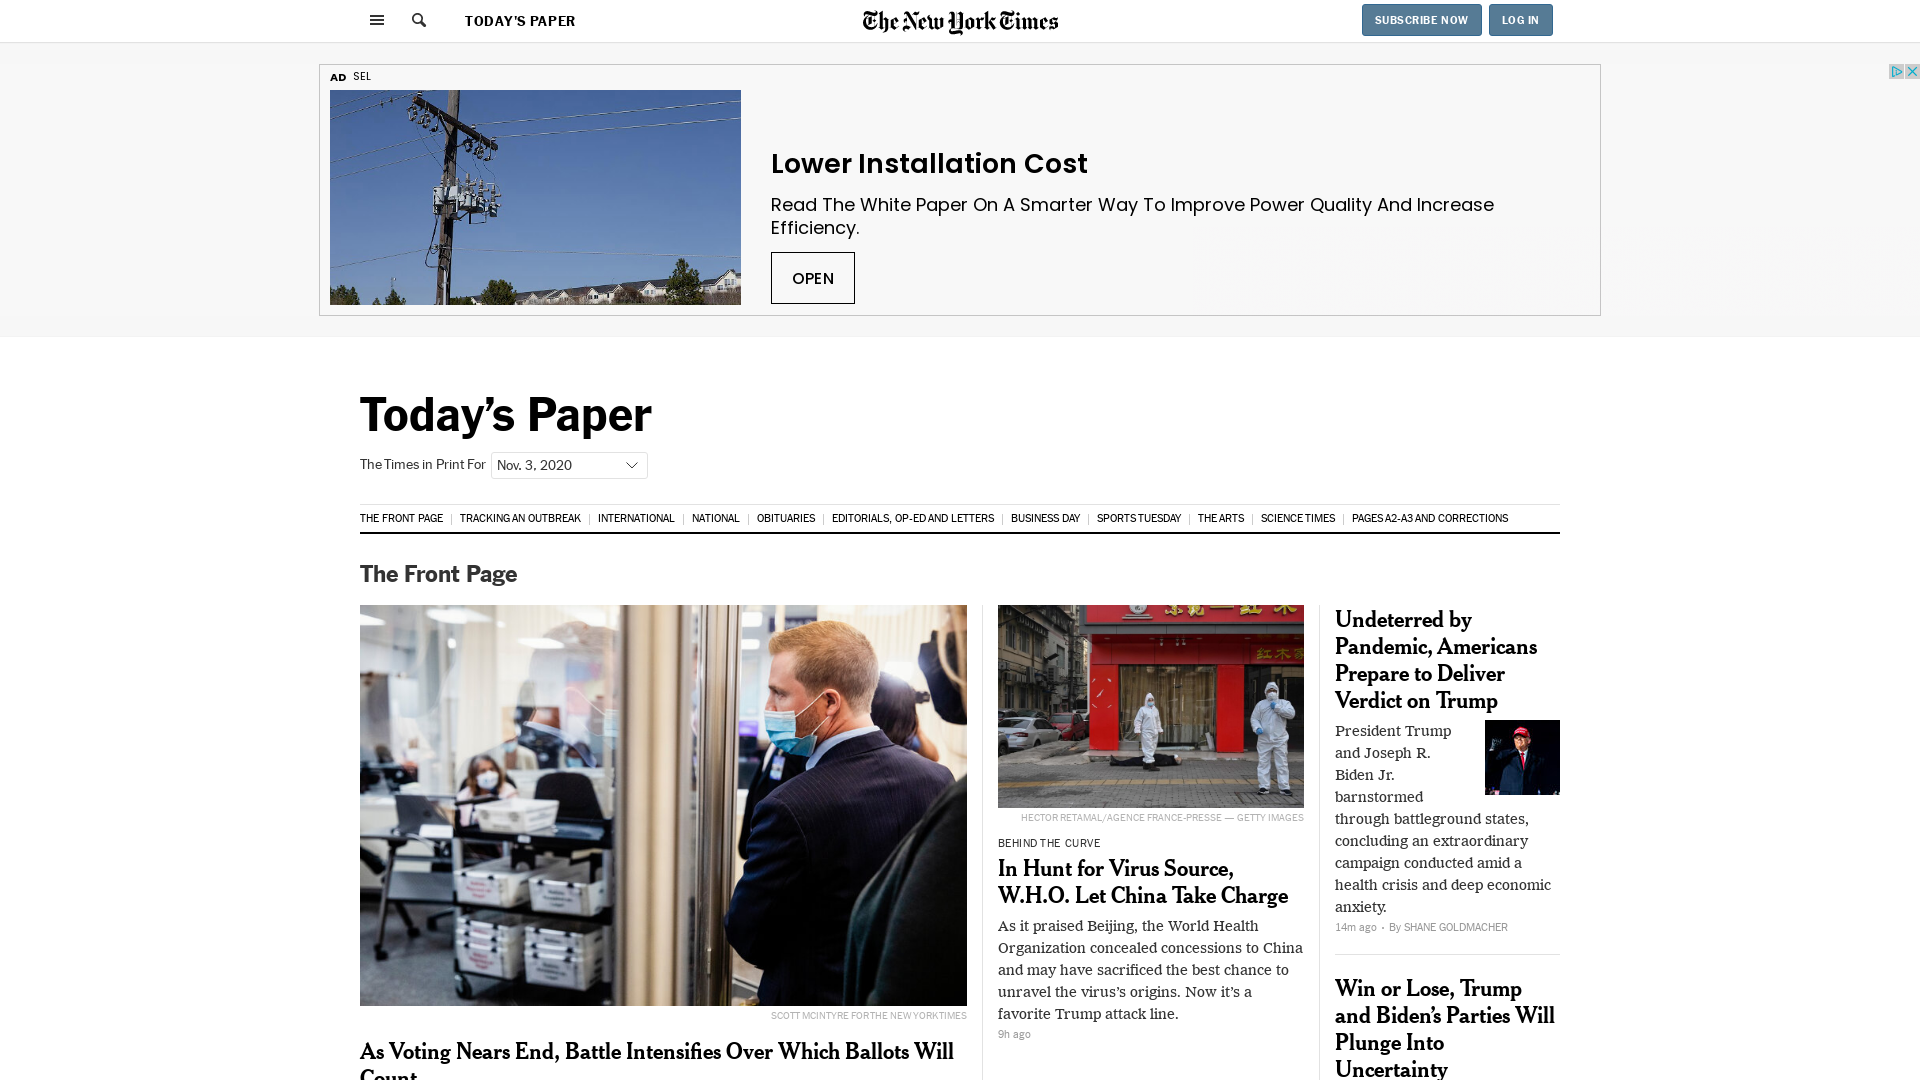 TODAY'S PAPER
The New York Times
SUBSCRIBE NOW
LOG IN
AD SEL
Lower Installation Cost
Read The White Paper On A Smarter Way To Improve Power Quality And Increase
Efficiency.
OPEN
Today’s Paper
The Times in Print For
Nov. 3, 2020
THE FRONT PAGE
TRACKING AN OUTBREAK
INTERNATIONAL
NATIONAL
OBITUARIES
EDITORIALS, OP-ED AND LETTERS
BUSINESS DAY
SPORTS TUESDAY
THE ARTS
SCIENCE TIMES
PAGES A2-A3 AND CORRECTIONS
The Front Page
SCOTT MCINTYRE FOR THE NEW YORK TIMES
As Voting Nears End, Battle Intensifies Over Which Ballots Will
Count
红木
HECTOR RETAMAL/AGENCE FRANCE-PRESSE — GETTY IMAGES
BEHIND THE CURVE
In Hunt for Virus Source,
W.H.O. Let China Take Charge
As it praised Beijing, the World Health
Organization concealed concessions to China
and may have sacrificed the best chance to
unravel the virus’s origins. Now it’s a
favorite Trump attack line.
9h ago
Undeterred by
Pandemic, Americans
Prepare to Deliver
Verdict on Trump
President Trump
and Joseph R.
Biden Jr.
barnstormed
through battleground states,
concluding an extraordinary
campaign conducted amid a
health crisis and deep economic
anxiety.
14m ago · By SHANE GOLDMACHER
Win or Lose, Trump
and Biden’s Parties Will
Plunge Into
Uncertainty